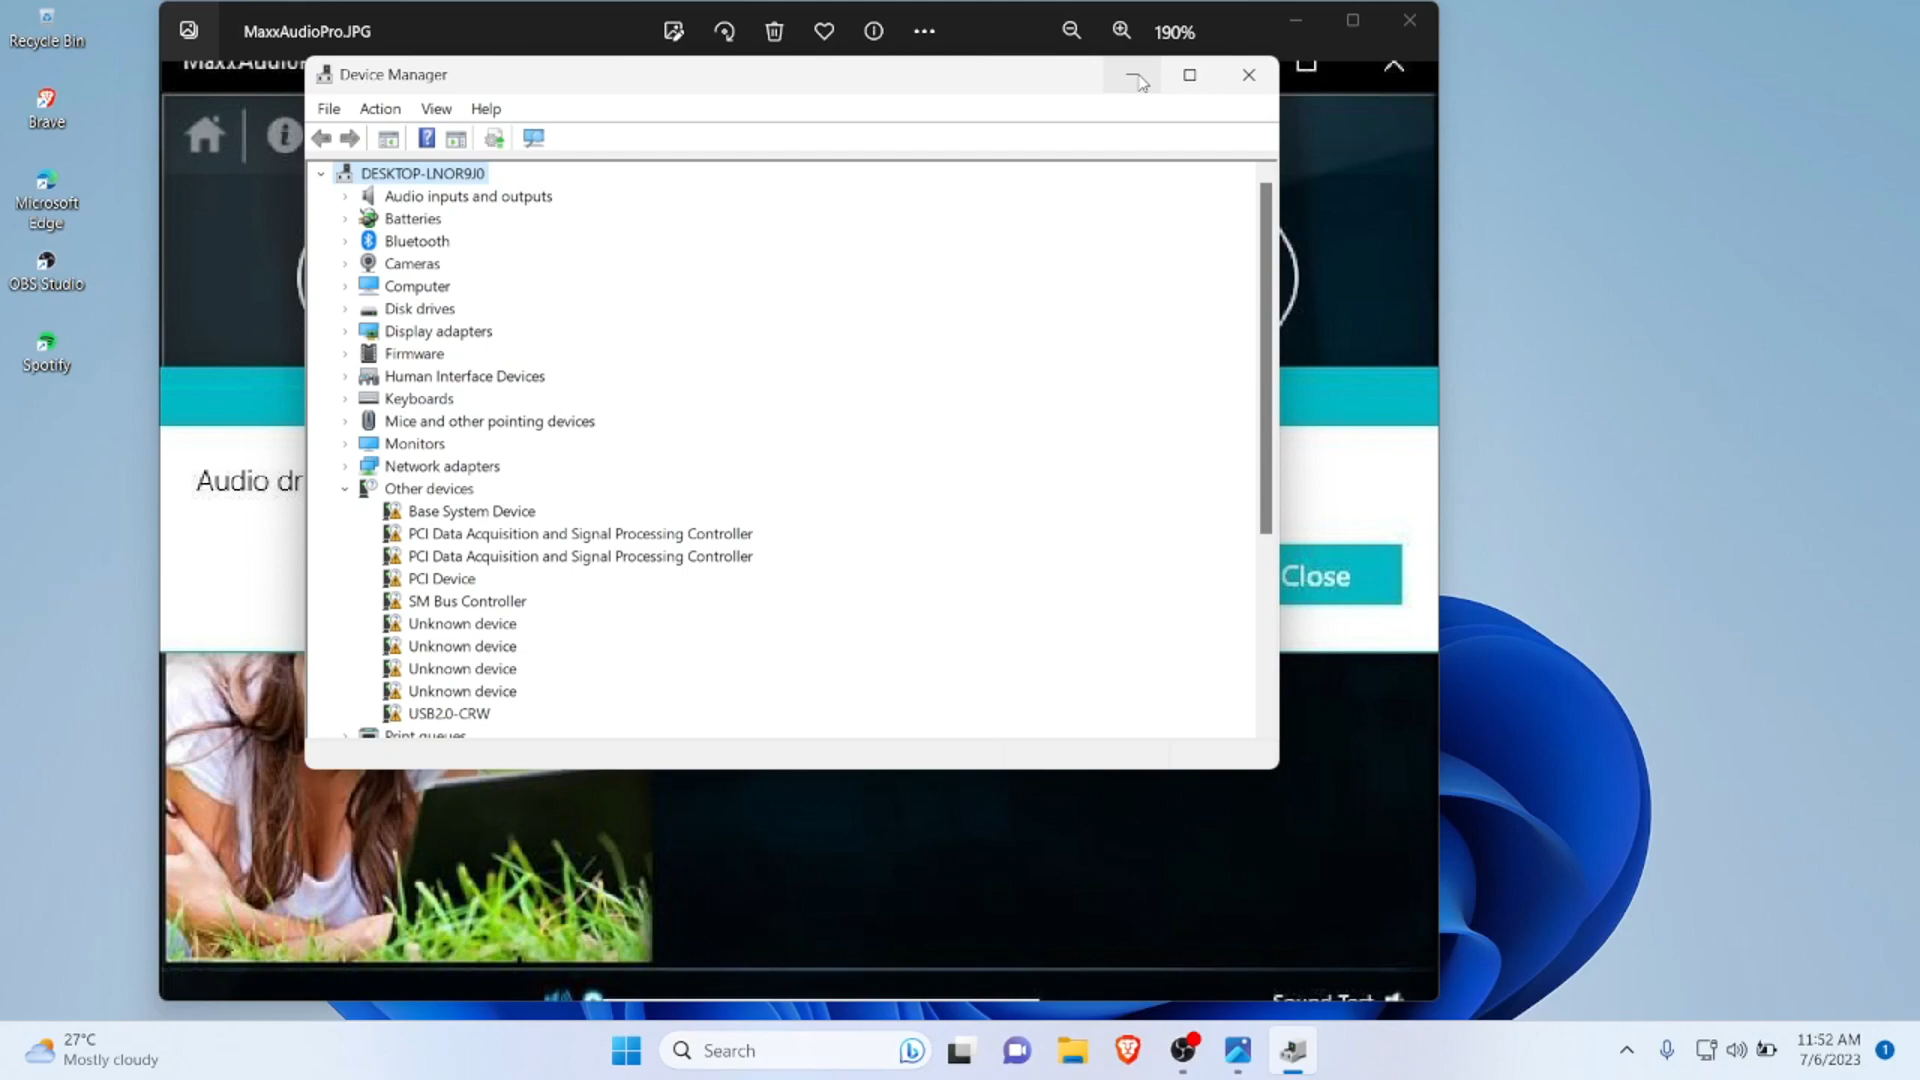 Recycle Bin
Brave
Microsoft
Edge
OBS Studio
Spotify
MaxxAudioPro.JPG
190%
MaxxAudioPro
Device Manager
File Action View Help
DESKTOP-LNOR9J0
Audio inputs and outputs
Batteries
Bluetooth
Cameras
Computer
Disk drives
Display adapters
Firmware
Human Interface Devices
Keyboards
Mice and other pointing devices
Monitors
Network adapters
Other devices
Base System Device
PCI Data Acquisition and Signal Processing Controller
PCI Data Acquisition and Signal Processing Controller
PCI Device
SM Bus Controller
Unknown device
Unknown device
Unknown device
Unknown device
USB2.0-CRW
Print queues
Audio dr
Close
Sound Test
27°C
Mostly cloudy
Search
11:52 AM
7/6/2023
1